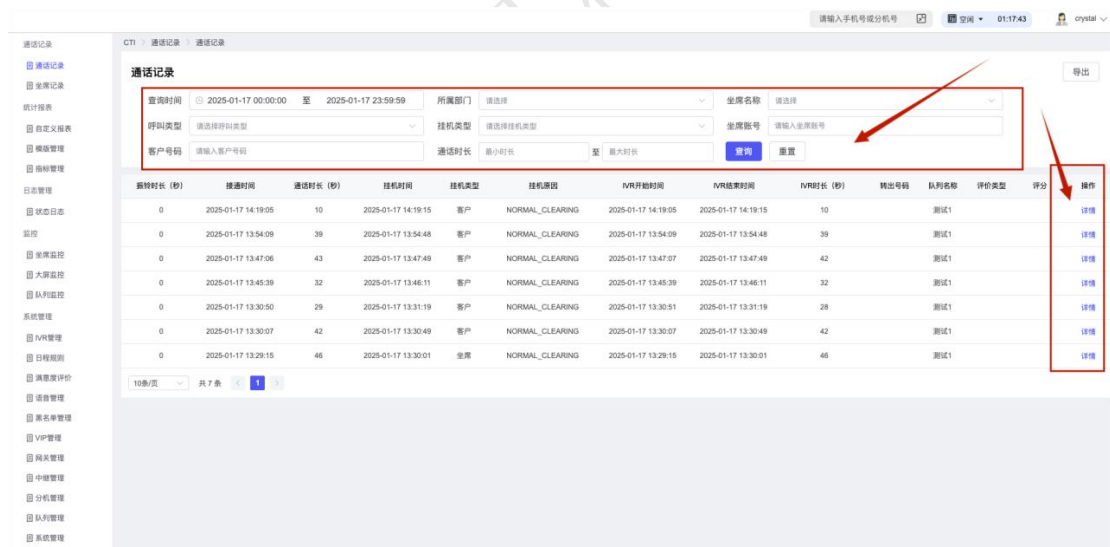 请输入手机号或分机号 空闲 01:17:43 crystal
通话记录
通话记录
坐席记录
统计报表
自定义报表
模版管理
指标管理
日志管理
状态日志
监控
坐席监控
大屏监控
队列监控
系统管理
IVR管理
日程规则
满意度评价
语音管理
黑名单管理
VIP管理
网关管理
中继管理
分机管理
队列管理
系统管理
CTI > 通话记录 > 通话记录
通话记录 导出
查询时间 2025-01-17 00:00:00 至 2025-01-17 23:59:59 所属部门 请选择 坐席名称 请选择
呼叫类型 请选择呼叫类型 挂机类型 请选择挂机类型 坐席账号 请输入坐席账号
客户号码 请输入客户号码 通话时长 最小时长 至 最大时长 查询 重置
振铃时长（秒） 接通时间 通话时长（秒） 挂机时间 挂机类型 挂机原因 IVR开始时间 IVR结束时间 IVR时长（秒） 转出号码 队列名称 评价类型 评分 操作
0 2025-01-17 14:19:05 10 2025-01-17 14:19:15 客户 NORMAL_CLEARING 2025-01-17 14:19:05 2025-01-17 14:19:15 10 测试1 详情
0 2025-01-17 13:54:09 39 2025-01-17 13:54:48 客户 NORMAL_CLEARING 2025-01-17 13:54:09 2025-01-17 13:54:48 39 测试1 详情
0 2025-01-17 13:47:06 43 2025-01-17 13:47:49 客户 NORMAL_CLEARING 2025-01-17 13:47:07 2025-01-17 13:47:49 42 测试1 详情
0 2025-01-17 13:45:39 32 2025-01-17 13:46:11 客户 NORMAL_CLEARING 2025-01-17 13:45:39 2025-01-17 13:46:11 32 测试1 详情
0 2025-01-17 13:30:50 29 2025-01-17 13:31:19 客户 NORMAL_CLEARING 2025-01-17 13:30:51 2025-01-17 13:31:19 28 测试1 详情
0 2025-01-17 13:30:07 42 2025-01-17 13:30:49 客户 NORMAL_CLEARING 2025-01-17 13:30:07 2025-01-17 13:30:49 42 测试1 详情
0 2025-01-17 13:29:15 46 2025-01-17 13:30:01 坐席 NORMAL_CLEARING 2025-01-17 13:29:15 2025-01-17 13:30:01 46 测试1 详情
10条/页 共 7 条 < 1 >